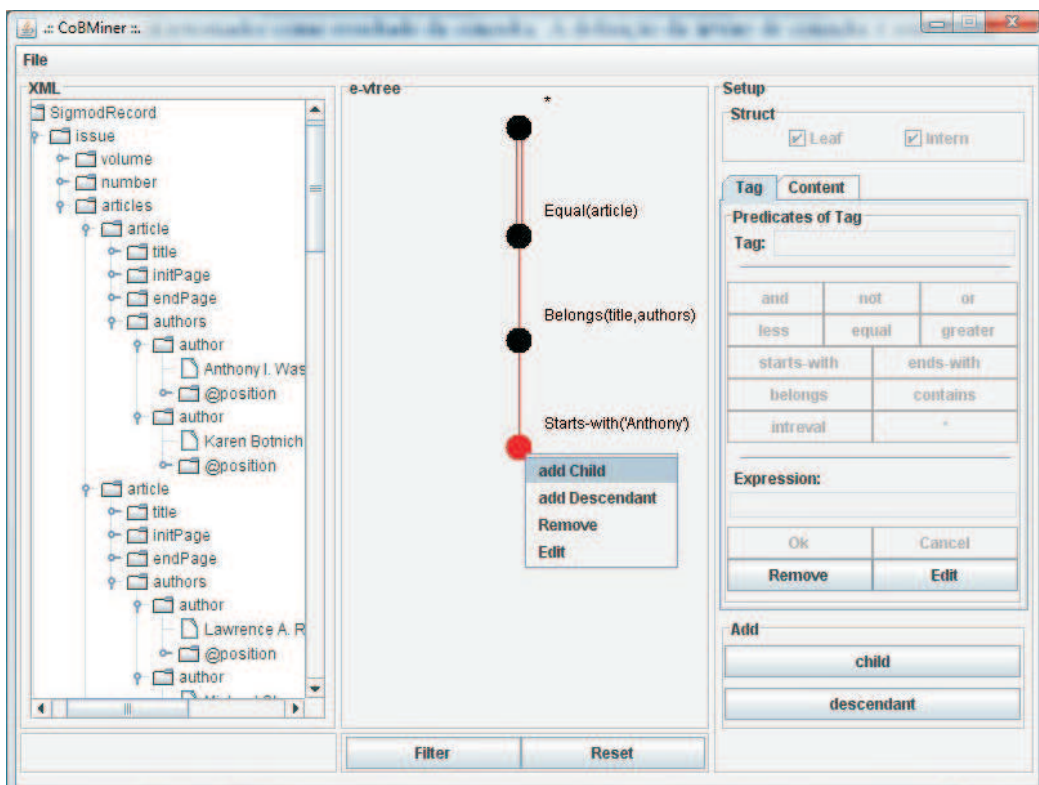 .:: CoBMiner ::.
File
XML
SigmodRecord
issue
volume
number
articles
article
title
initPage
endPage
authors
author
Anthony I. Was
@position
author
Karen Botnich
@position
article
title
initPage
endPage
authors
author
Lawrence A. R
@position
author
e-vtree
*
Equal(article)
Belongs(title,authors)
Starts-with('Anthony')
add Child
add Descendant
Remove
Edit
Filter Reset
Setup
Struct
Leaf Intern
Tag Content
Predicates of Tag
Tag:
and not or
less equal greater
starts-with ends-with
belongs contains
intreval *
Expression:
Ok Cancel
Remove Edit
Add
child
descendant